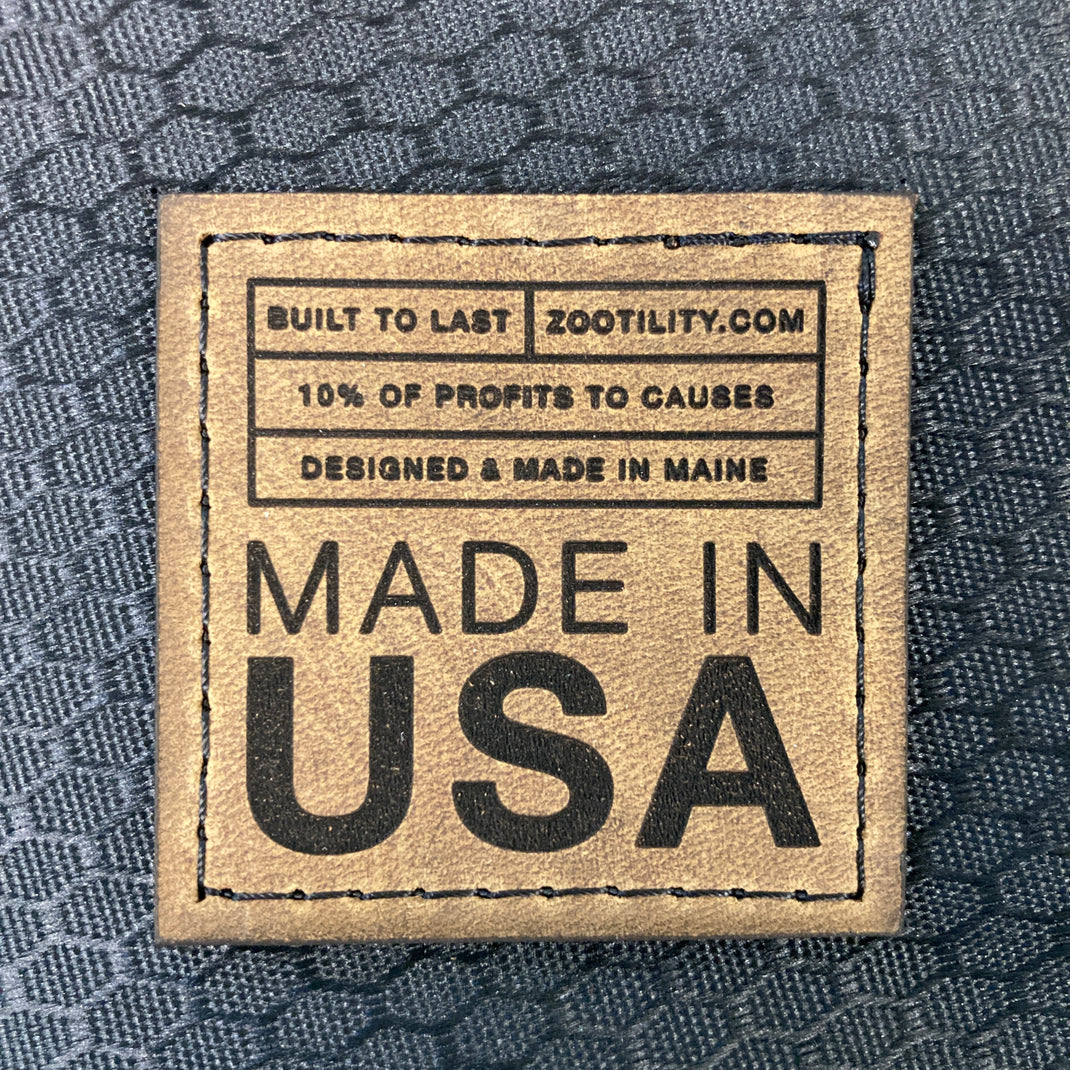 BUILT TO LAST ZOOTILITY.COM
10% OF PROFITS TO CAUSES
DESIGNED & MADE IN MAINE
MADE IN
USA